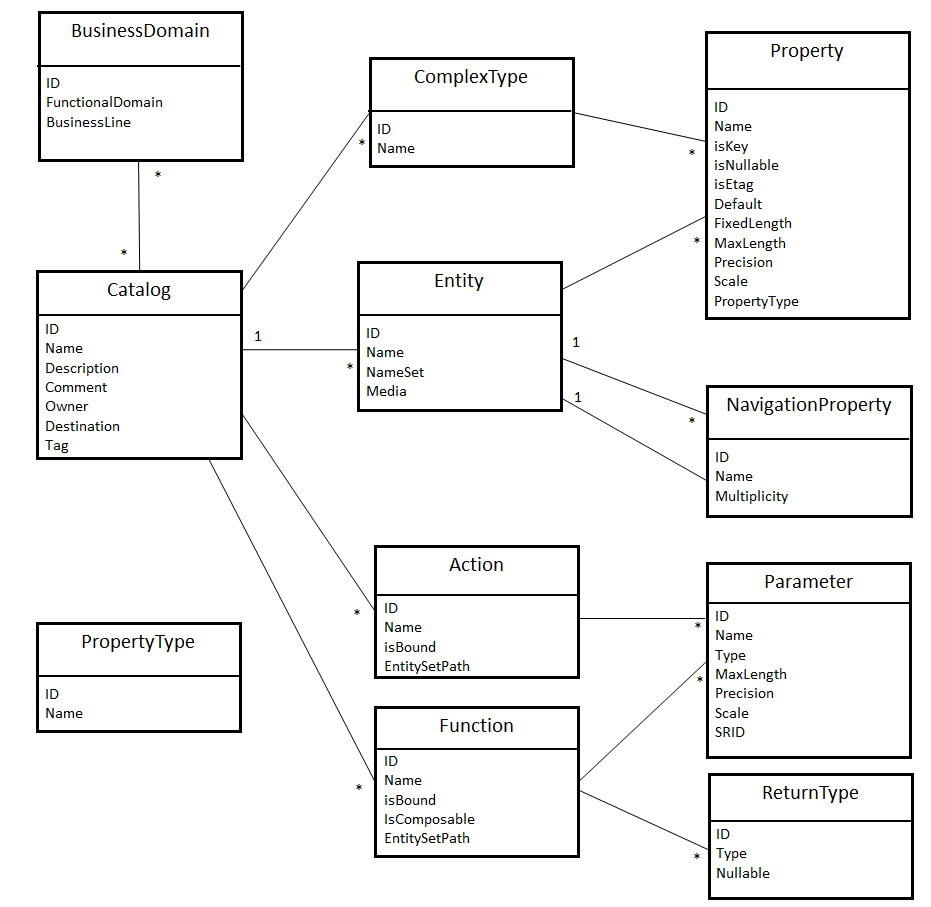 BusinessDomain
ID
FunctionalDomain
BusinessLine
*
*
Catalog
ID
Name
Description
Comment
Owner
Destination
Tag
PropertyType
ID
Name
ComplexType
ID
Name
*
1
*
Entity
ID
Name
NameSet
Media
1
1
*
Action
ID
Name
isBound
EntitySetPath
*
Function
ID
Name
isBound
IsComposable
EntitySetPath
Property
ID
Name
isKey
isNullable
isEtag
Default
FixedLength
MaxLength
Precision
Scale
PropertyType
*
*
NavigationProperty
ID
Name
Multiplicity
*
Parameter
ID
Name
Type
MaxLength
Precision
Scale
SRID
*
*
ReturnType
ID
Type
Nullable
*